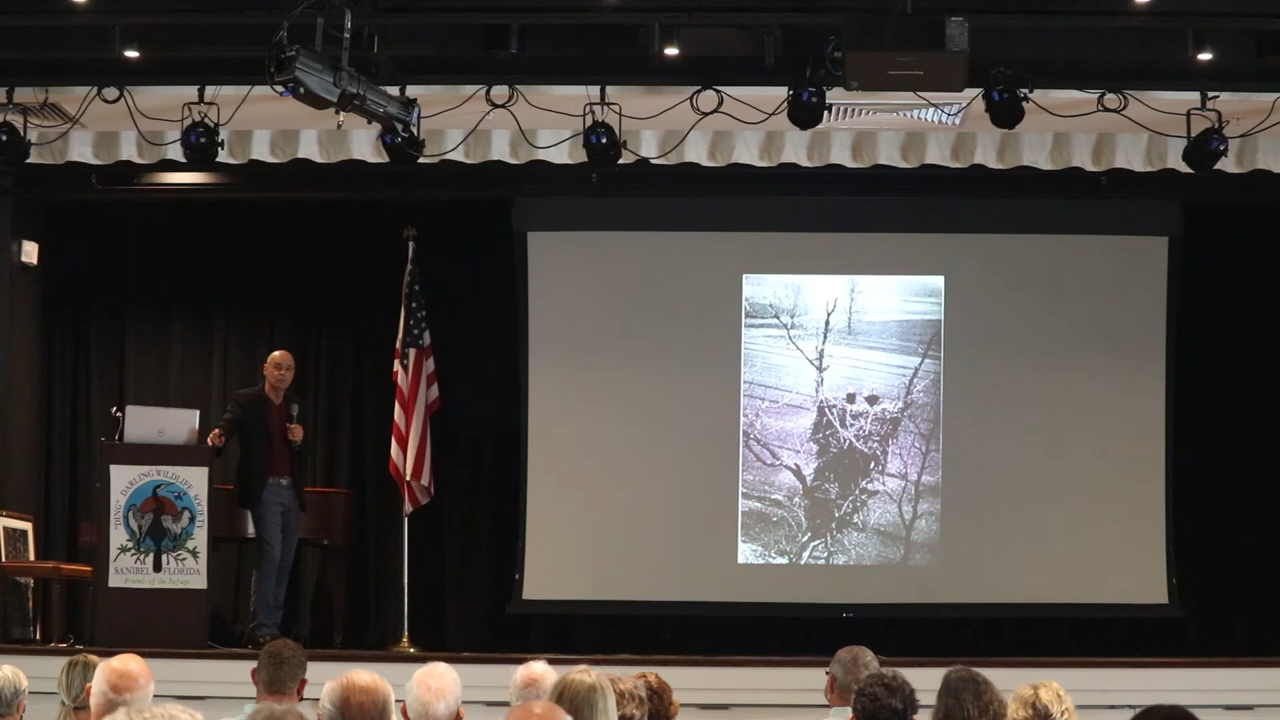 "DING" DARLING WILDLIFE SOCIETY
SANIBEL FLORIDA
Friends of the Refuge